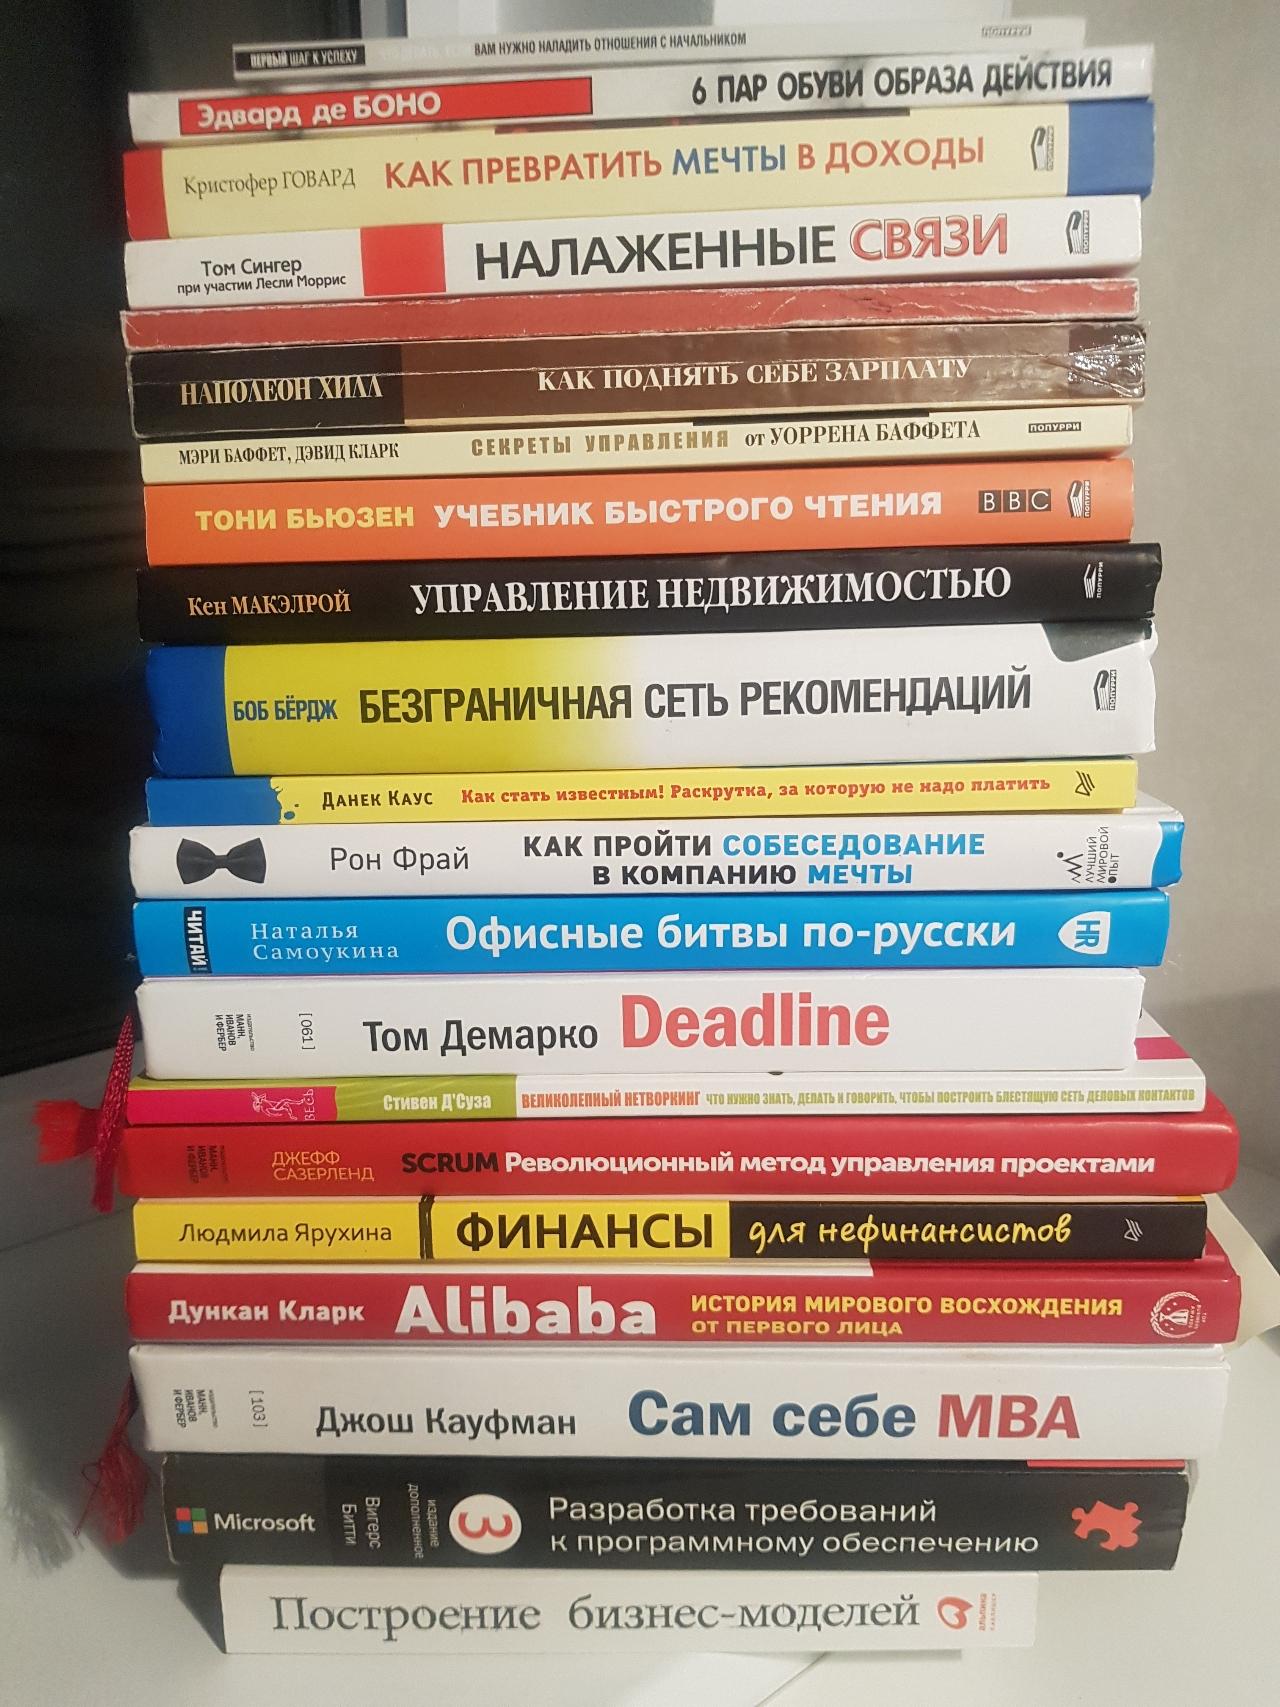 ПЕРВЫЙ ШАГ К УСПЕХУ
ВАМ НУЖНО НАЛАДИТЬ ОТНОШЕНИЯ С НАЧАЛЬНИКОМ
ПОПУРРИ
Эдвард де БОНО
6 ПАР ОБУВИ ОБРАЗА ДЕЙСТВИЯ
Кристофер ГОВАРД
КАК ПРЕВРАТИТЬ МЕЧТЫ В ДОХОДЫ
ПОПУРРИ
Том Сингер
при участии Лесли Моррис
НАЛАЖЕННЫЕ СВЯЗИ
ПОПУРРИ
НАПОЛЕОН ХИЛЛ
КАК ПОДНЯТЬ СЕБЕ ЗАРПЛАТУ
МЭРИ БАФФЕТ, ДЭВИД КЛАРК
СЕКРЕТЫ УПРАВЛЕНИЯ от УОРРЕНА БАФФЕТА
ПОПУРРИ
ТОНИ БЬЮЗЕН
УЧЕБНИК БЫСТРОГО ЧТЕНИЯ
BBC
ПОПУРРИ
Кен МАКЭЛРОЙ
УПРАВЛЕНИЕ НЕДВИЖИМОСТЬЮ
ПОПУРРИ
БОБ БЁРДЖ
БЕЗГРАНИЧНАЯ СЕТЬ РЕКОМЕНДАЦИЙ
ПОПУРРИ
Данек Каус
Как стать известным! Раскрутка, за которую не надо платить
Рон Фрай
КАК ПРОЙТИ СОБЕСЕДОВАНИЕ
В КОМПАНИЮ МЕЧТЫ
ЛУЧШИЙ
МИРОВОЙ
ОПЫТ
ЧИТАЙ!
Наталья
Самоукина
Офисные битвы по-русски
HR
издательство
МАНН,
ИВАНОВ
И ФЕРБЕР
[061]
Том Демарко
Deadline
ВЕСЬ
Стивен Д'Суза
ВЕЛИКОЛЕПНЫЙ НЕТВОРКИНГ ЧТО НУЖНО ЗНАТЬ, ДЕЛАТЬ И ГОВОРИТЬ, ЧТОБЫ ПОСТРОИТЬ БЛЕСТЯЩУЮ СЕТЬ ДЕЛОВЫХ КОНТАКТОВ
МАНН,
ИВАНОВ
И ФЕРБЕР
ДЖЕФФ
САЗЕРЛЕНД
SCRUM Революционный метод управления проектами
Людмила Ярухина
ФИНАНСЫ для нефинансистов
Дункан Кларк
Alibaba
ИСТОРИЯ МИРОВОГО ВОСХОЖДЕНИЯ
ОТ ПЕРВОГО ЛИЦА
издательство
МАНН,
ИВАНОВ
И ФЕРБЕР
[103]
Джош Кауфман
Сам себе MBA
Microsoft
Вигерс
Битти
издание
дополненное
3
Разработка требований
к программному обеспечению
Построение бизнес-моделей
альпина